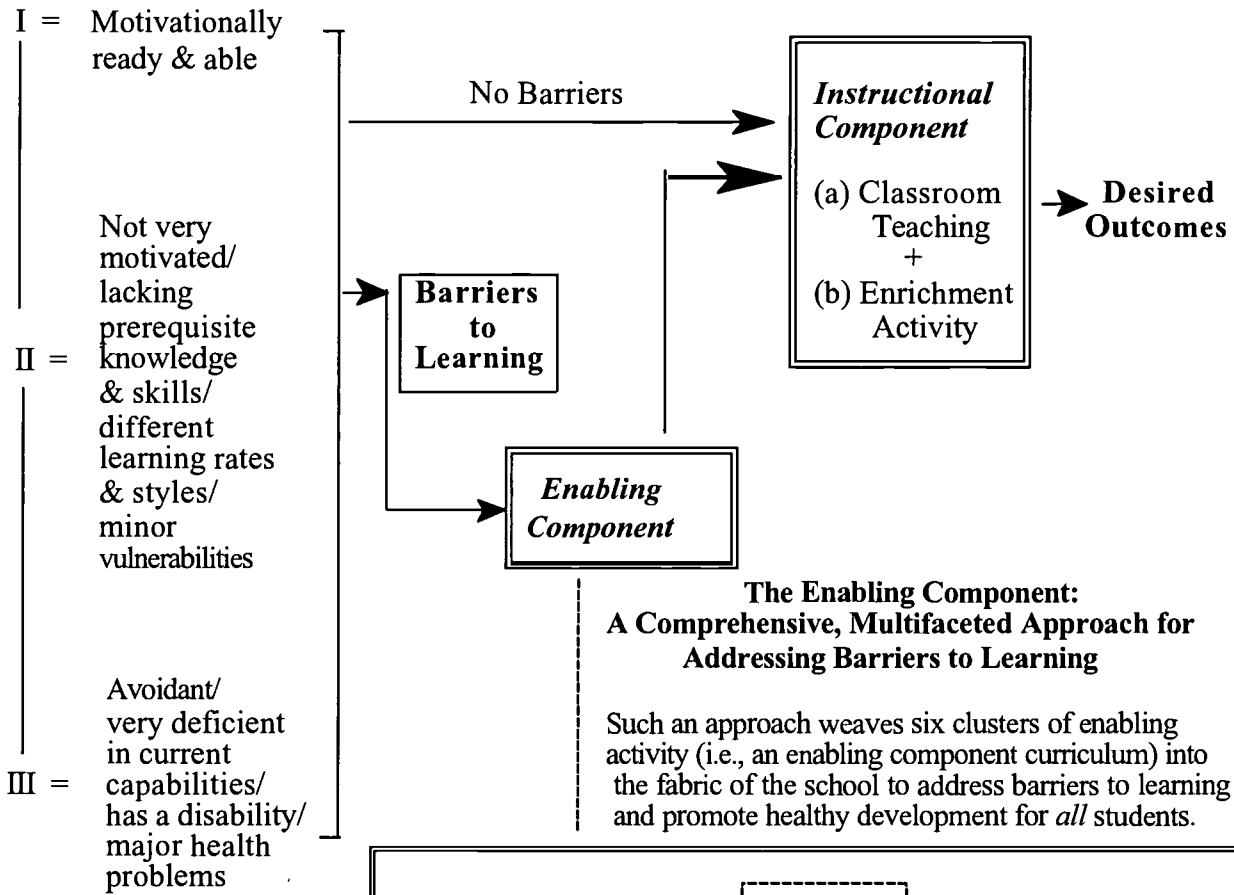 I = Motivationally
ready & able
No Barriers
Instructional
Component
(a) Classroom
Teaching
+
(b) Enrichment
Activity
Desired
Outcomes
Not very
motivated/
lacking
prerequisite
II = knowledge
& skills/
different
learning rates
& styles/
minor
vulnerabilities
Barriers
to
Learning
Enabling
Component
The Enabling Component:
A Comprehensive, Multifaceted Approach for
Addressing Barriers to Learning
Such an approach weaves six clusters of enabling
activity (i.e., an enabling component curriculum) into
the fabric of the school to address barriers to learning
and promote healthy development for all students.
Avoidant/
very deficient
in current
III = capabilities/
has a disability/
major health
problems